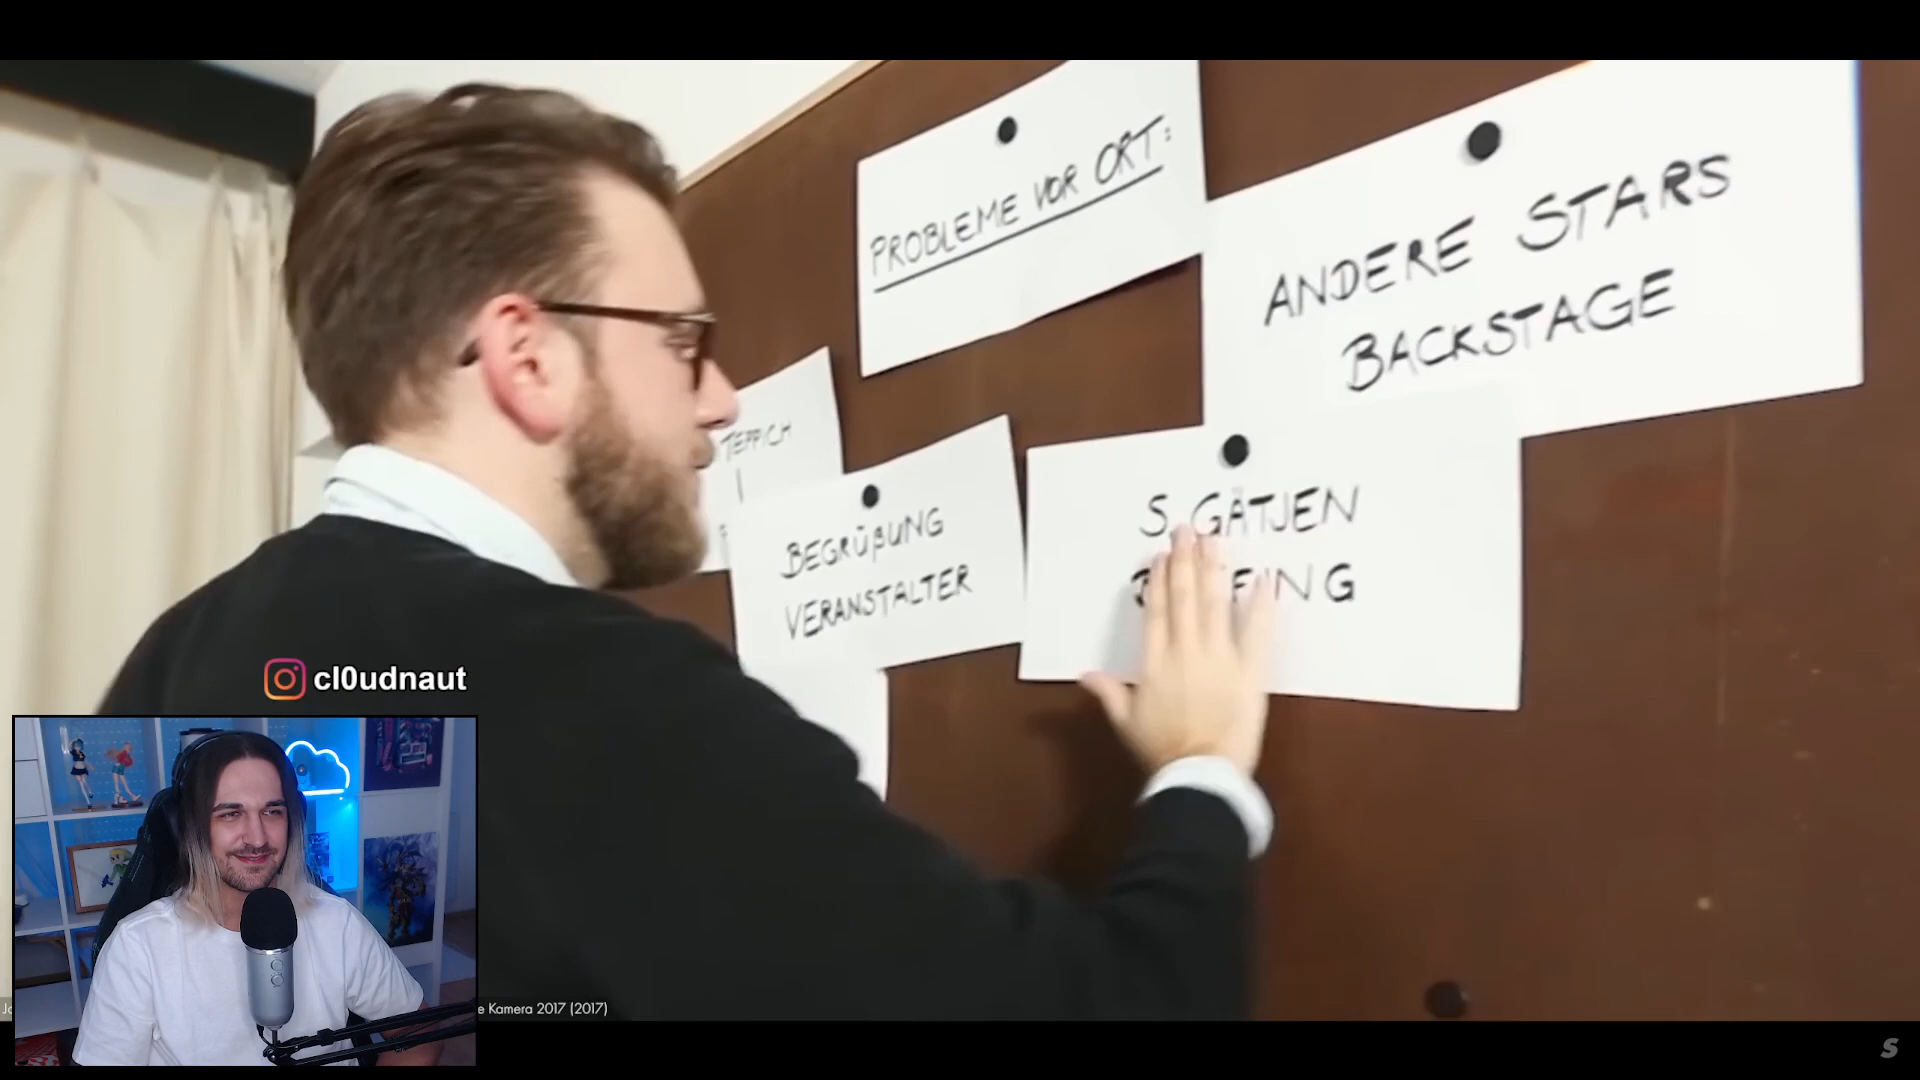 PROBLEME VOR ORT:
ANDERE STARS
BACKSTAGE
TEPPICH
BEGRÜßUNG
VERANSTALTER
S. GÄTJEN
cl0udnaut
e Kamera 2017 (2017)
S